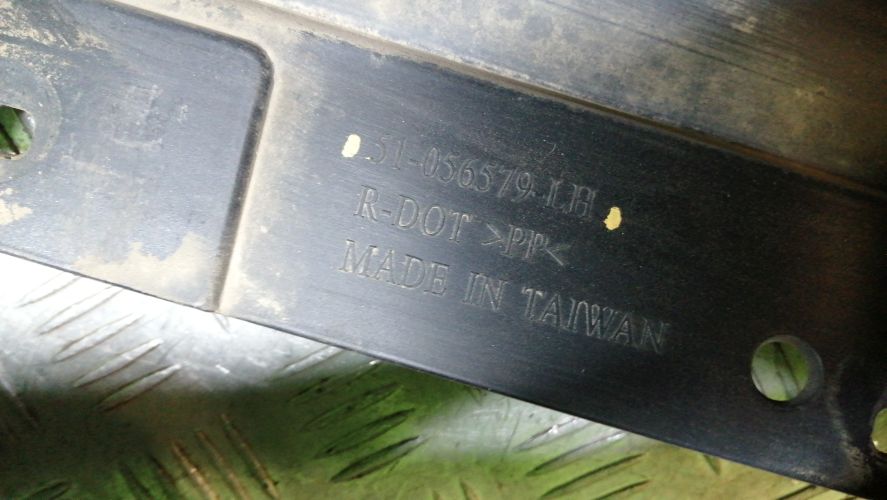 51-056579-LH
R-DOT >PP<
MADE IN TAIWAN